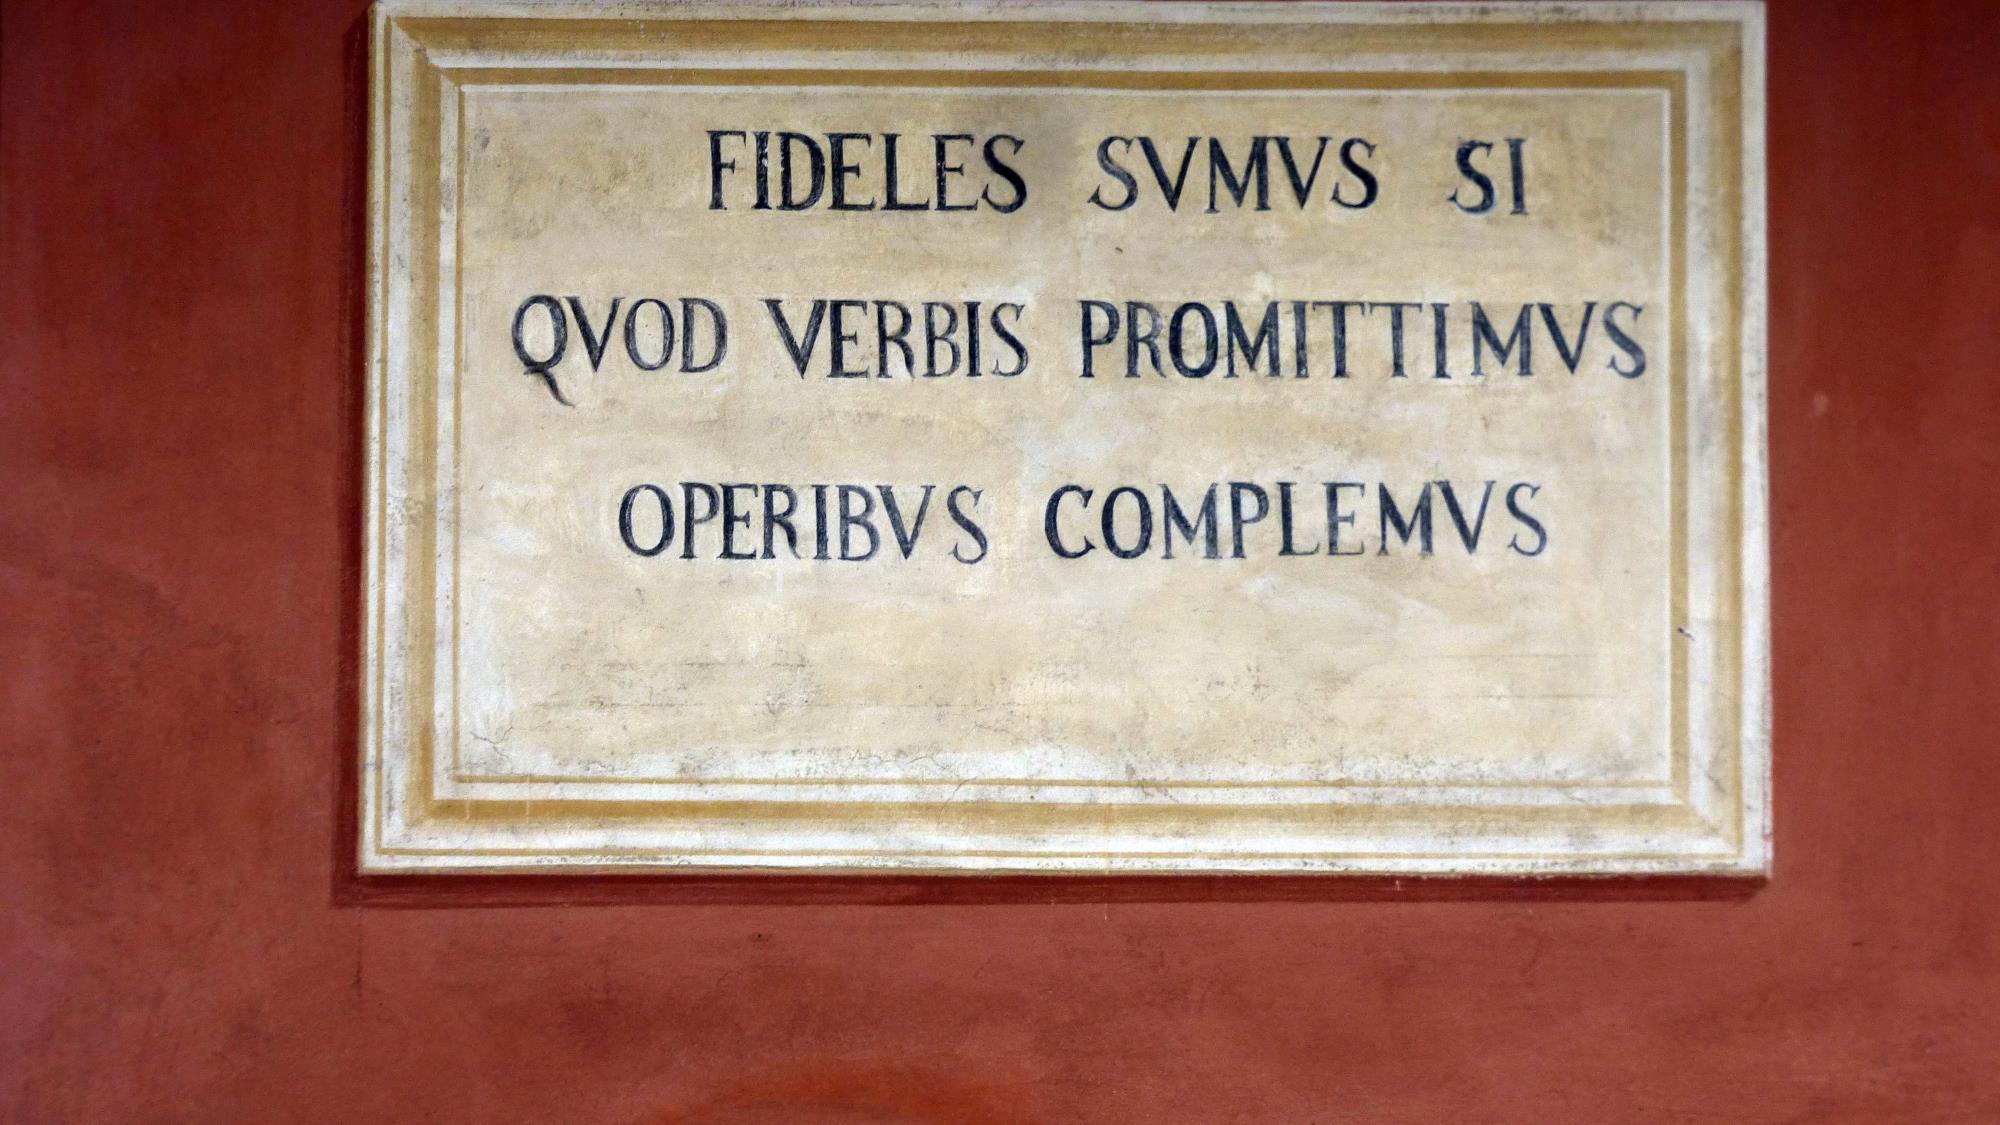 FIDELES SVMVS SI
QVOD VERBIS PROMITTIMVS
OPERIBVS COMPLEMVS